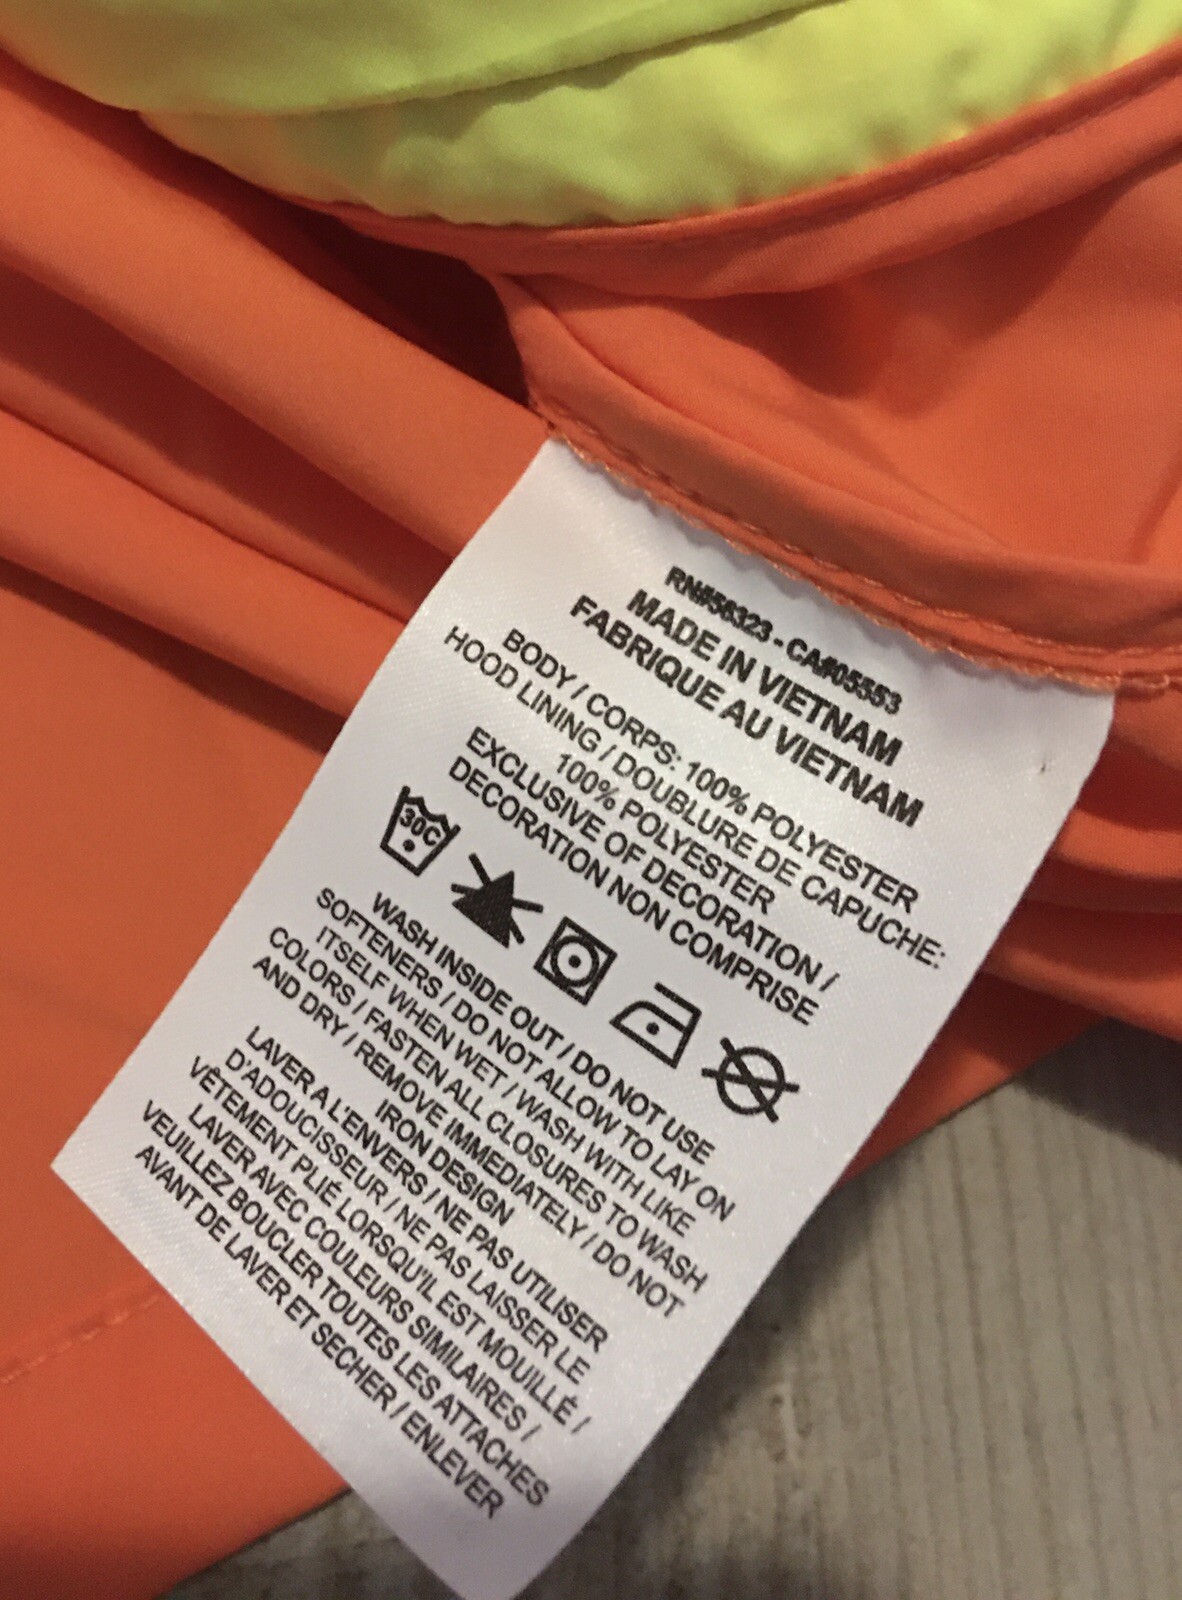 RN#56323 - CA#05553
MADE IN VIETNAM
FABRIQUE AU VIETNAM
BODY / CORPS: 100% POLYESTER
HOOD LINING / DOUBLURE DE CAPUCHE:
100% POLYESTER
EXCLUSIVE OF DECORATION /
DECORATION NON COMPRISE
30C
WASH INSIDE OUT / DO NOT USE
SOFTENERS / DO NOT ALLOW TO LAY ON
ITSELF WHEN WET / WASH WITH LIKE
COLORS / FASTEN ALL CLOSURES TO WASH
AND DRY / REMOVE IMMEDIATELY / DO NOT
IRON DESIGN
LAVER A L'ENVERS / NE PAS UTILISER
D'ADOUCISSEUR / NE PAS LAISSER LE
VÊTEMENT PLIÉ LORSQU'IL EST MOUILLÉ /
LAVER AVEC COULEURS SIMILAIRES /
VEUILLEZ BOUCLER TOUTES LES ATTACHES
AVANT DE LAVER ET SECHER / ENLEVER